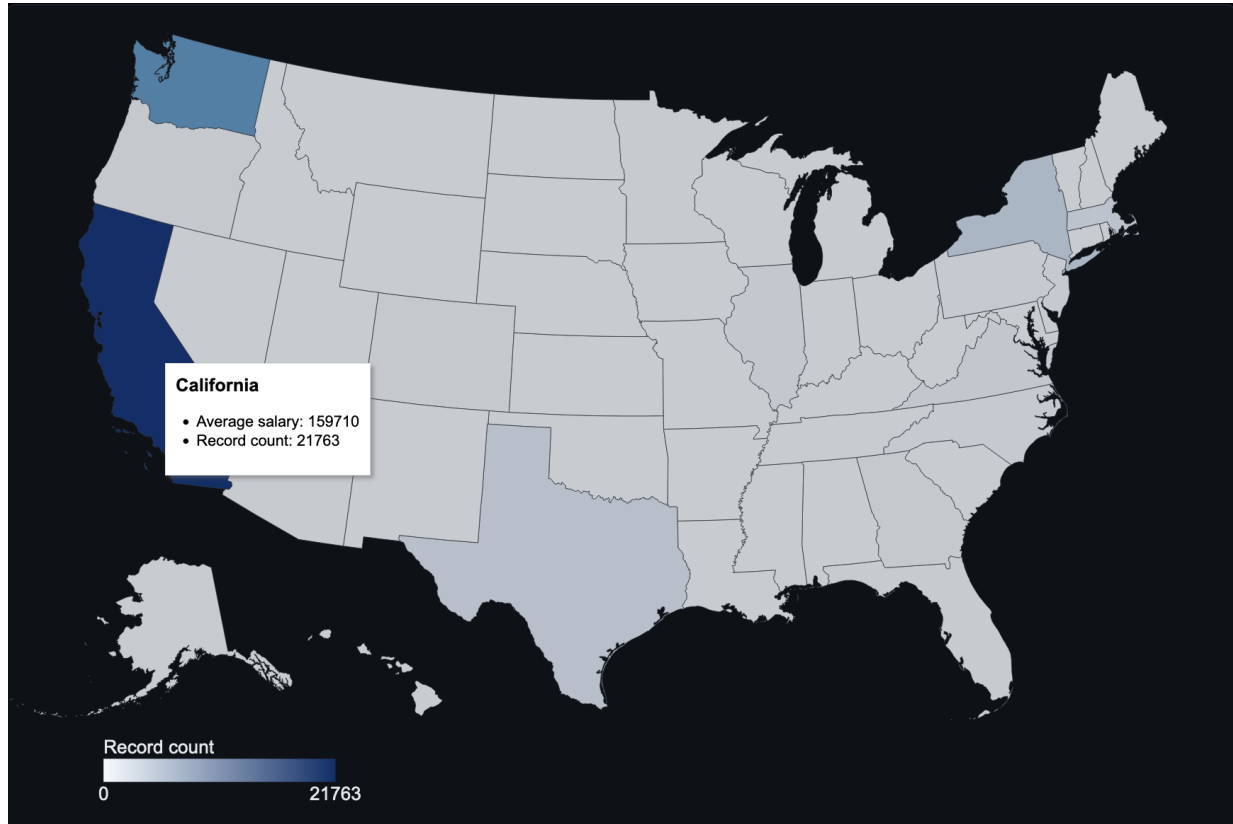 California
• Average salary: 159710
• Record count: 21763
Record count
0 21763